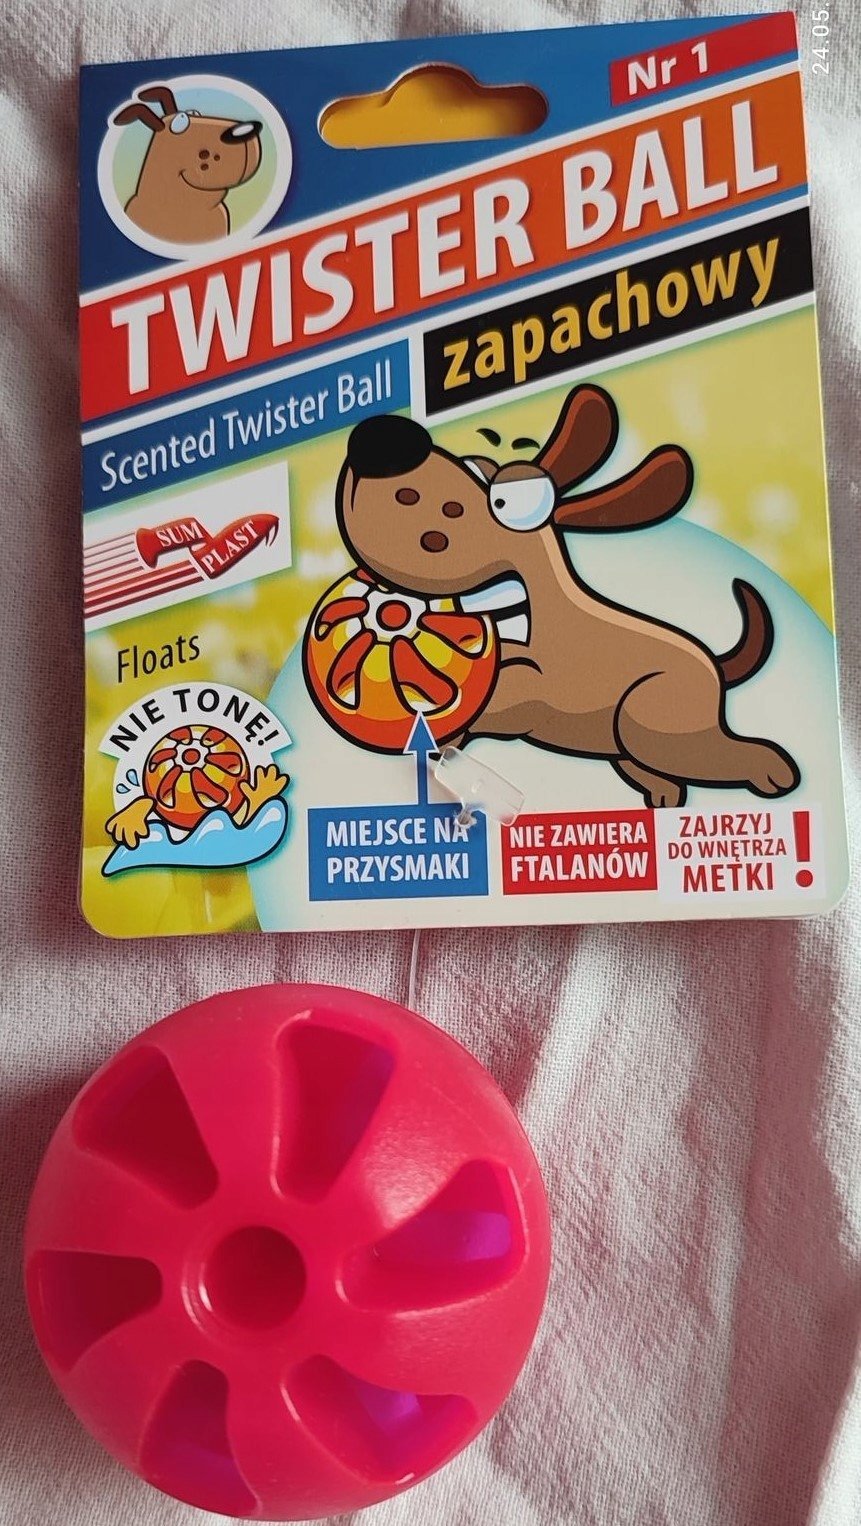 24.05.
Nr 1
TWISTER BALL
zapachowy
Scented Twister Ball
SUM
PLAST
Floats
NIE TONĘ!
MIEJSCE NA
PRZYSMAKI
NIE ZAWIERA
FTALANÓW
ZAJRZYJ
DO WNĘTRZA
METKI !